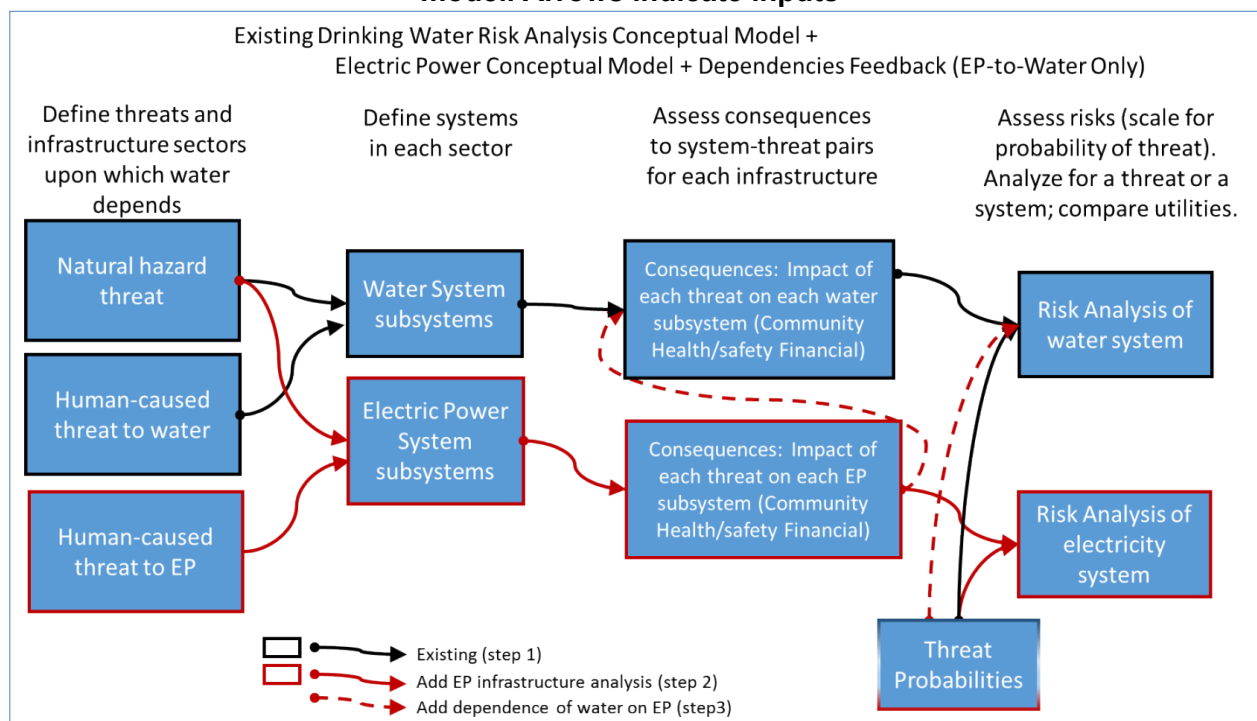 model. Arrows indicate inputs
Existing Drinking Water Risk Analysis Conceptual Model +
Electric Power Conceptual Model + Dependencies Feedback (EP-to-Water Only)
Define threats and
infrastructure sectors
upon which water
depends
Define systems
in each sector
Assess consequences
to system-threat pairs
for each infrastructure
Assess risks (scale for
probability of threat).
Analyze for a threat or a
system; compare utilities.
Natural hazard
threat
Water System
subsystems
Consequences: Impact of
each threat on each water
subsystem (Community
Health/safety Financial)
Risk Analysis of
water system
Human-caused
threat to water
Electric Power
System
subsystems
Consequences: Impact of
each threat on each EP
subsystem (Community
Health/safety Financial)
Human-caused
threat to EP
Risk Analysis of
electricity
system
Threat
Probabilities
Existing (step 1)
Add EP infrastructure analysis (step 2)
Add dependence of water on EP (step3)